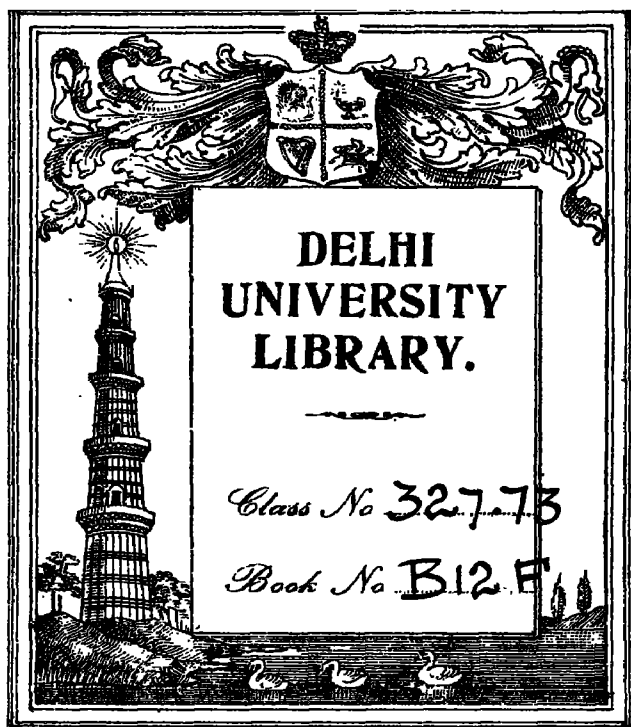 DELHI
UNIVERSITY
LIBRARY.
Class No 327.73
Book No B12 F